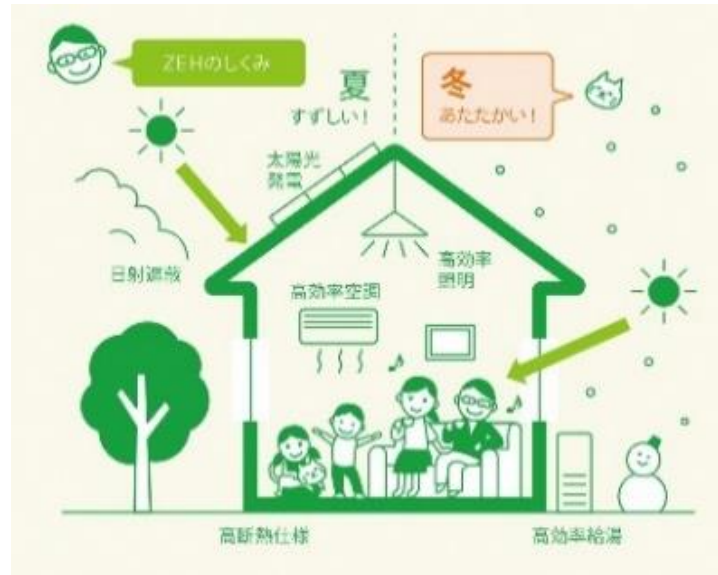 ZEHのしくみ
夏
すずしい!
冬
あたたかい!
太陽光
発電
日射遮蔽
高効率
照明
高効率空調
高断熱仕様
高効率給湯